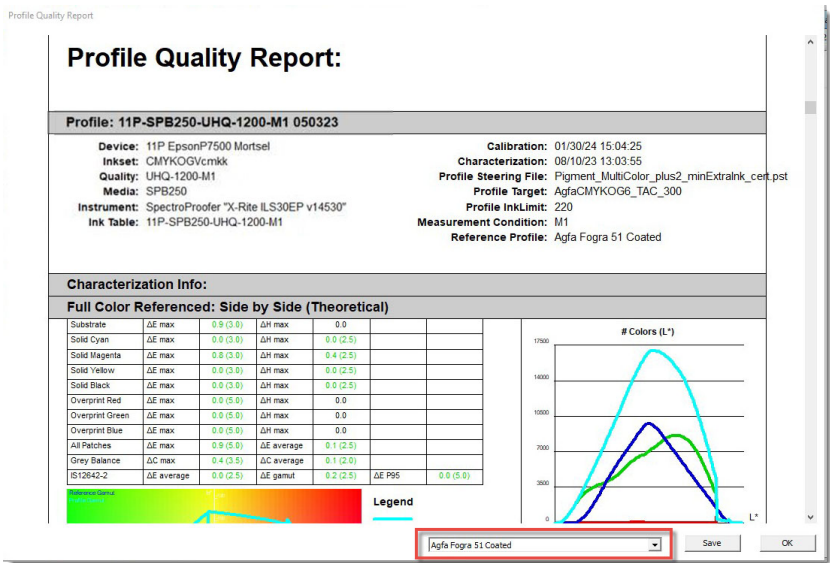 Profile Quality Report
Profile Quality Report:
Profile: 11P-SPB250-UHQ-1200-M1 050323
Device: 11P EpsonP7500 Mortsel
Inkset: CMYKOGVcmkk
Quality: UHQ-1200-M1
Media: SPB250
Instrument: SpectroProofer "X-Rite ILS30EP v14530"
Ink Table: 11P-SPB250-UHQ-1200-M1
Calibration: 01/30/24 15:04:25
Characterization: 08/10/23 13:03:55
Profile Steering File: Pigment_MultiColor_plus2_minExtraInk_cert.pst
Profile Target: AgfaCMYKOG6_TAC_300
Profile InkLimit: 220
Measurement Condition: M1
Reference Profile: Agfa Fogra 51 Coated
Characterization Info:
Full Color Referenced: Side by Side (Theoretical)
Substrate ΔE max 0.9 (3.0) ΔH max 0.0
Solid Cyan ΔE max 0.0 (3.0) ΔH max 0.0 (2.5)
Solid Magenta ΔE max 0.8 (3.0) ΔH max 0.4 (2.5)
Solid Yellow ΔE max 0.0 (3.0) ΔH max 0.0 (2.5)
Solid Black ΔE max 0.0 (3.0) ΔH max 0.0 (2.5)
Overprint Red ΔE max 0.0 (5.0) ΔH max 0.0
Overprint Green ΔE max 0.0 (5.0) ΔH max 0.0
Overprint Blue ΔE max 0.0 (5.0) ΔH max 0.0
All Patches ΔE max 0.9 (5.0) ΔE average 0.1 (2.5)
Grey Balance ΔC max 0.4 (3.5) ΔC average 0.1 (2.0)
IS12642-2 ΔE average 0.0 (2.5) ΔE gamut 0.2 (2.5) ΔE P95 0.0 (5.0)
# Colors (L*)
17500
14000
10500
7000
3500
0
L*
Reference Gamut
Legend
Agfa Fogra 51 Coated
Save
OK